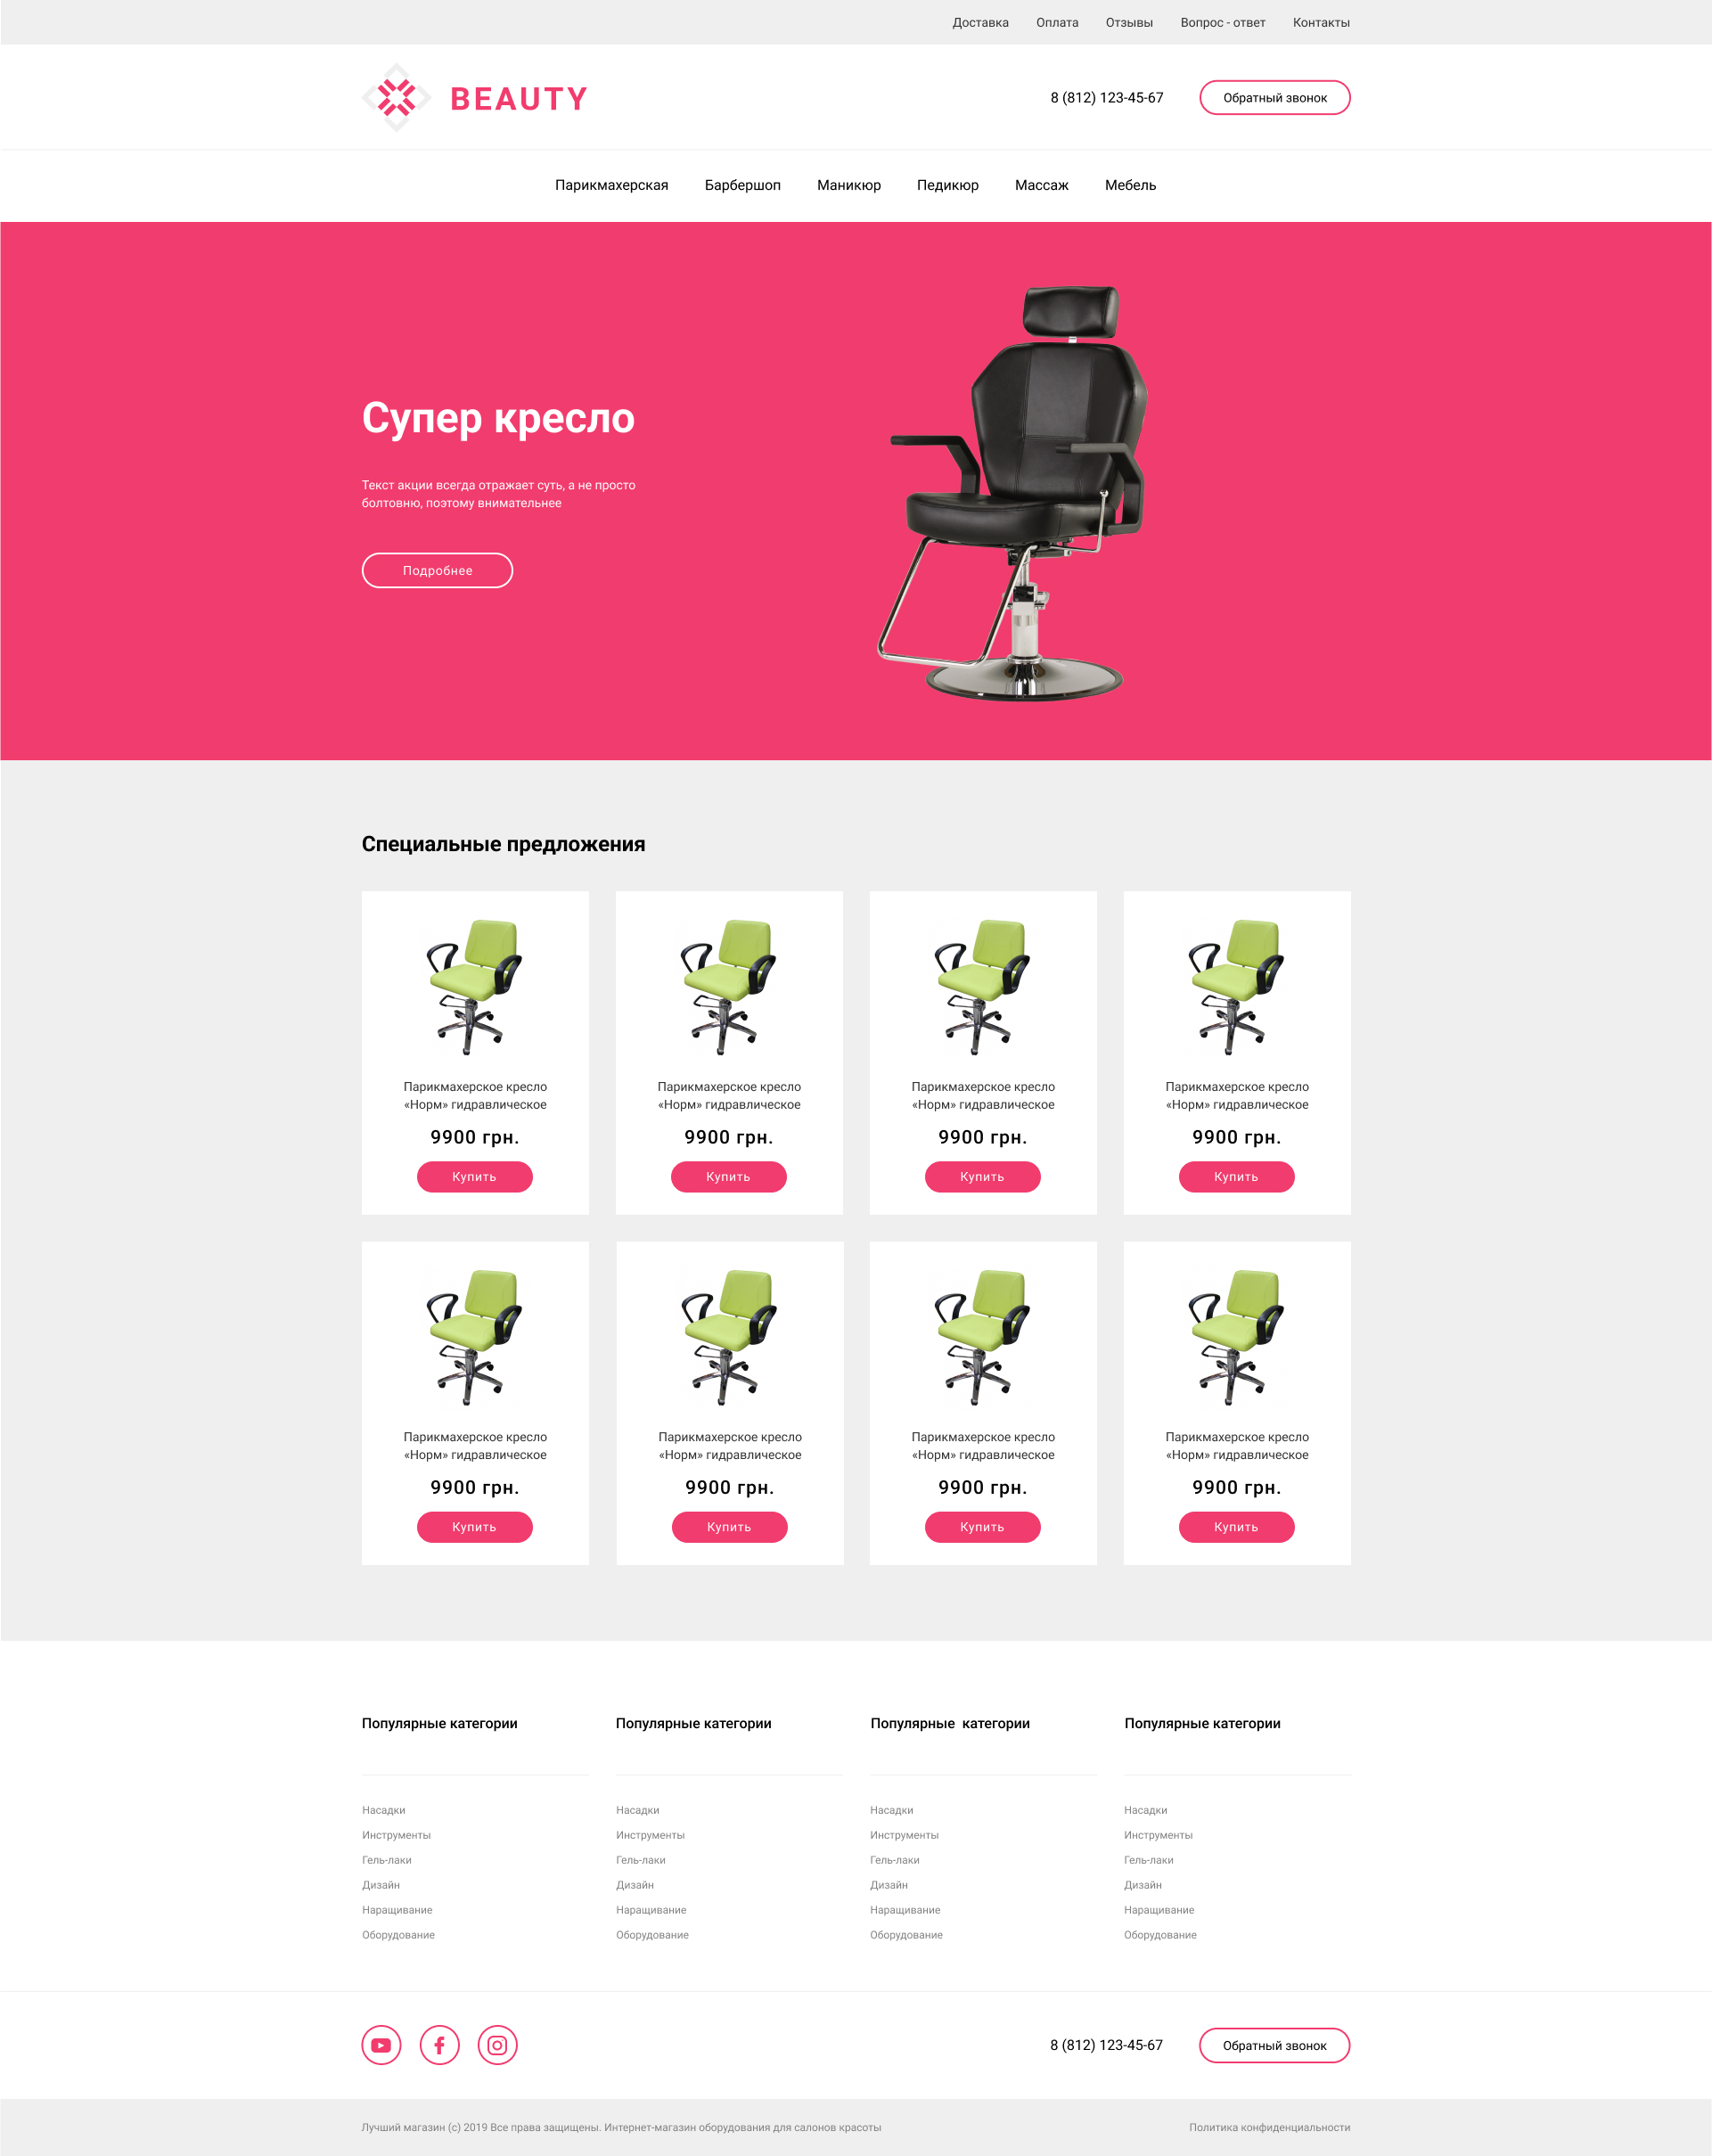 Доставка Оплата Отзывы Вопрос - ответ Контакты
BEAUTY 8 (812) 123-45-67 Обратный звонок
Парикмахерская Барбершоп Маникюр Педикюр Массаж Мебель
Супер кресло
Текст акции всегда отражает суть, а не просто
болтовню, поэтому внимательнее
Подробнее
Специальные предложения
Парикмахерское кресло
«Норм» гидравлическое
9900 грн.
Купить
Парикмахерское кресло
«Норм» гидравлическое
9900 грн.
Купить
Парикмахерское кресло
«Норм» гидравлическое
9900 грн.
Купить
Парикмахерское кресло
«Норм» гидравлическое
9900 грн.
Купить
Парикмахерское кресло
«Норм» гидравлическое
9900 грн.
Купить
Парикмахерское кресло
«Норм» гидравлическое
9900 грн.
Купить
Парикмахерское кресло
«Норм» гидравлическое
9900 грн.
Купить
Парикмахерское кресло
«Норм» гидравлическое
9900 грн.
Купить
Популярные категории
Насадки
Инструменты
Гель-лаки
Дизайн
Наращивание
Оборудование
Популярные категории
Насадки
Инструменты
Гель-лаки
Дизайн
Наращивание
Оборудование
Популярные категории
Насадки
Инструменты
Гель-лаки
Дизайн
Наращивание
Оборудование
Популярные категории
Насадки
Инструменты
Гель-лаки
Дизайн
Наращивание
Оборудование
8 (812) 123-45-67 Обратный звонок
Лучший магазин (c) 2019 Все права защищены. Интернет-магазин оборудования для салонов красоты Политика конфиденциальности